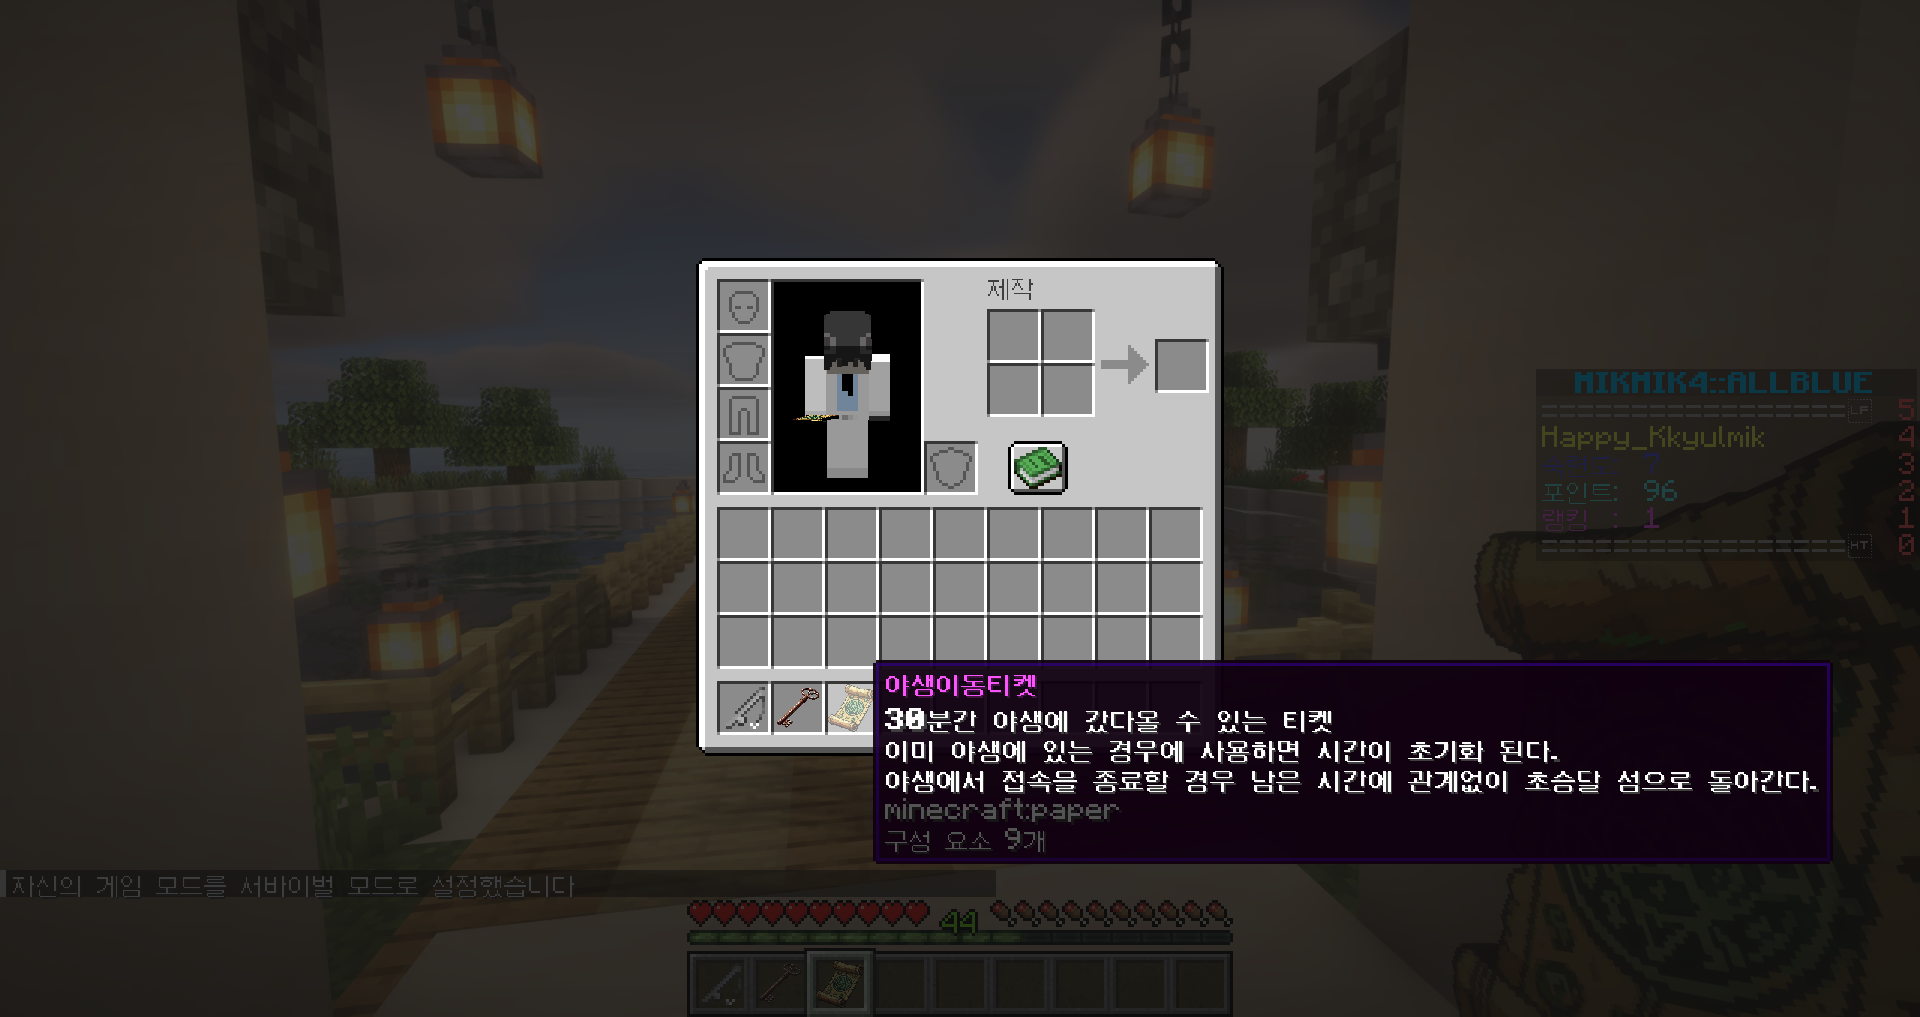 제작
MIKMIK4::ALLBLUE
LF 5
Happy_Kkyulmik 4
7 3
포인트: 96 2
랭킹 : 1 1
HT 0
야생이동티켓
30분간 야생에 갔다올 수 있는 티켓
이미 야생에 있는 경우에 사용하면 시간이 초기화 된다.
야생에서 접속을 종료할 경우 남은 시간에 관계없이 초승달 섬으로 돌아간다.
minecraft:paper
구성 요소 9개
자신의 게임 모드를 서바이벌 모드로 설정했습니다
44